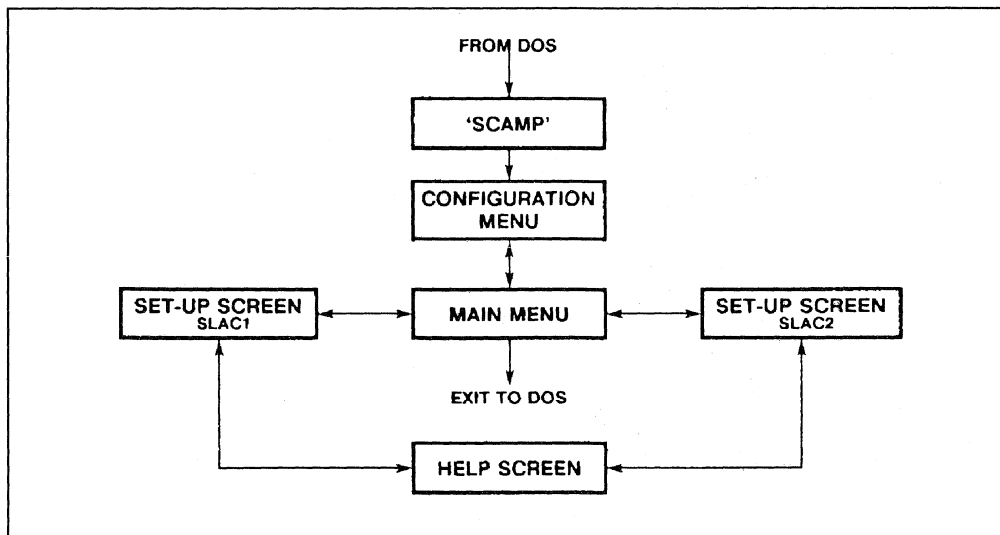 FROM DOS
'SCAMP'
CONFIGURATION
MENU
SET-UP SCREEN
SLAC1
MAIN MENU
SET-UP SCREEN
SLAC2
EXIT TO DOS
HELP SCREEN